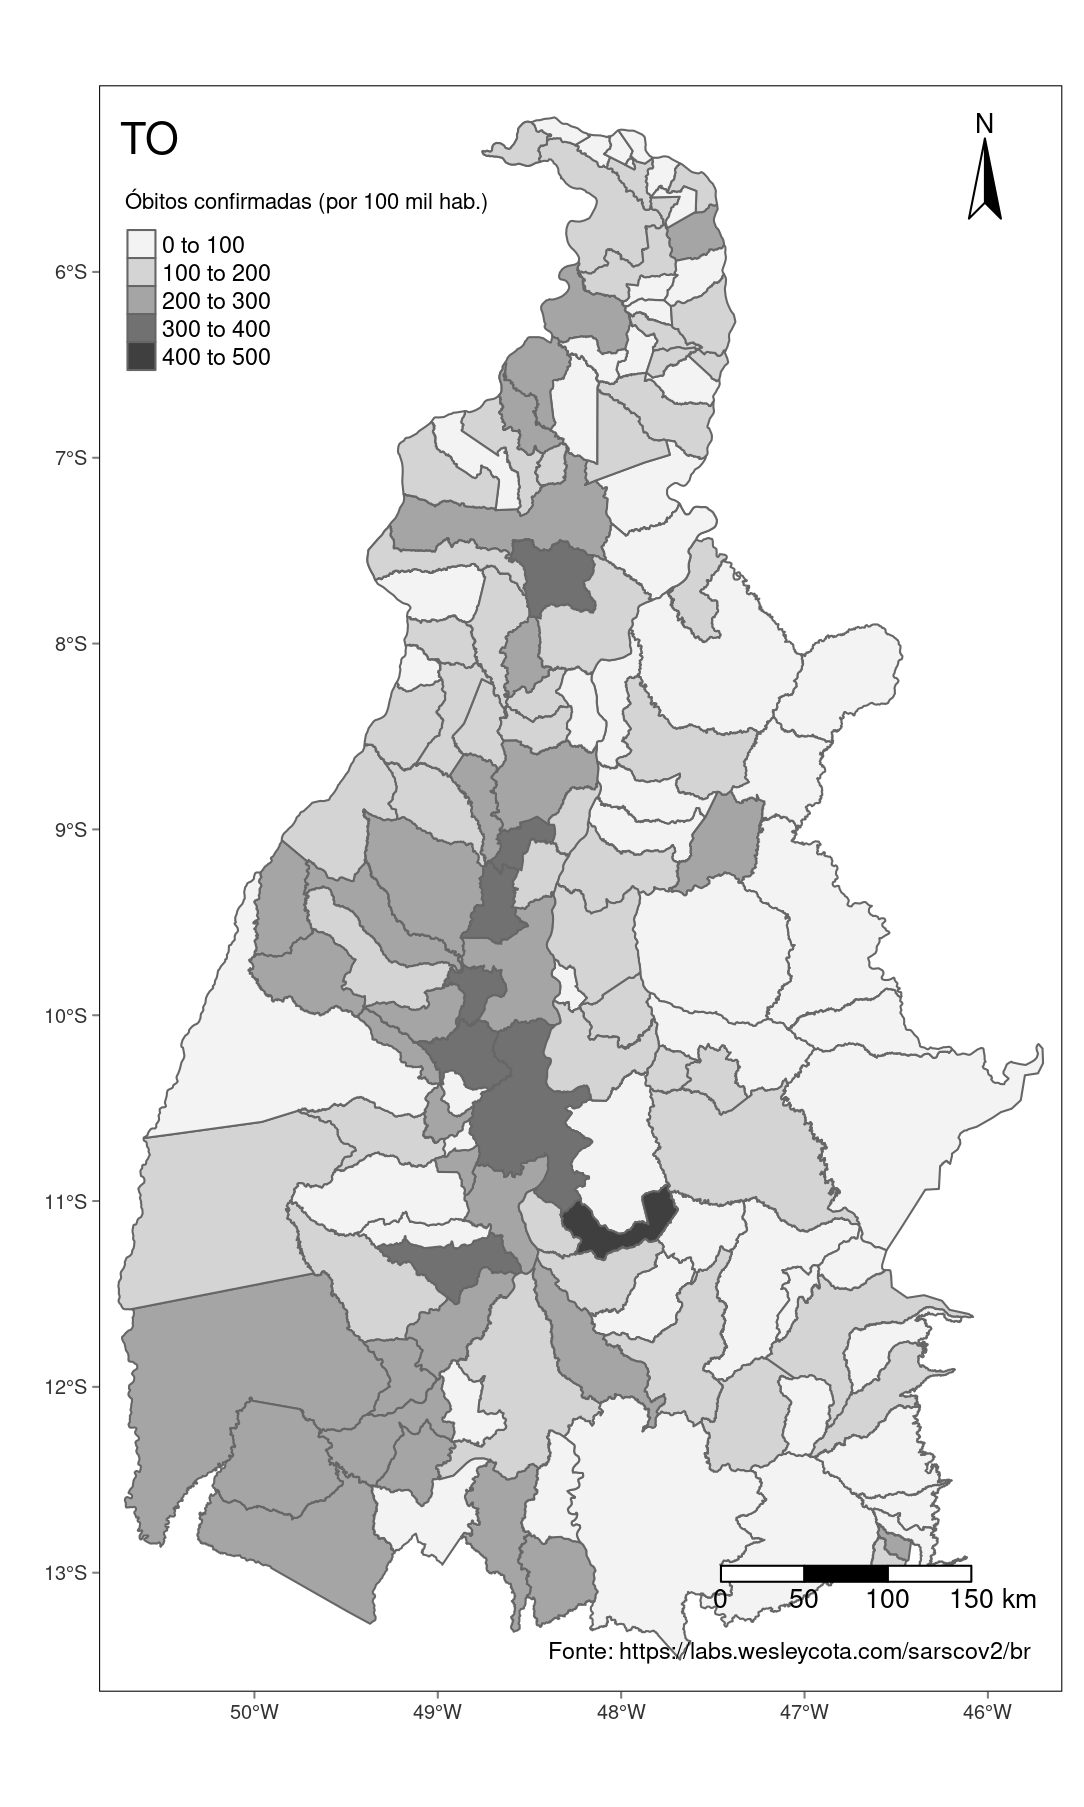 TO
N
Óbitos confirmadas (por 100 mil hab.)
0 to 100
100 to 200
200 to 300
300 to 400
400 to 500
6°S
7°S
8°S
9°S
10°S
11°S
12°S
13°S
0 50 100 150 km
Fonte: https://labs.wesleycota.com/sarscov2/br
50°W 49°W 48°W 47°W 46°W